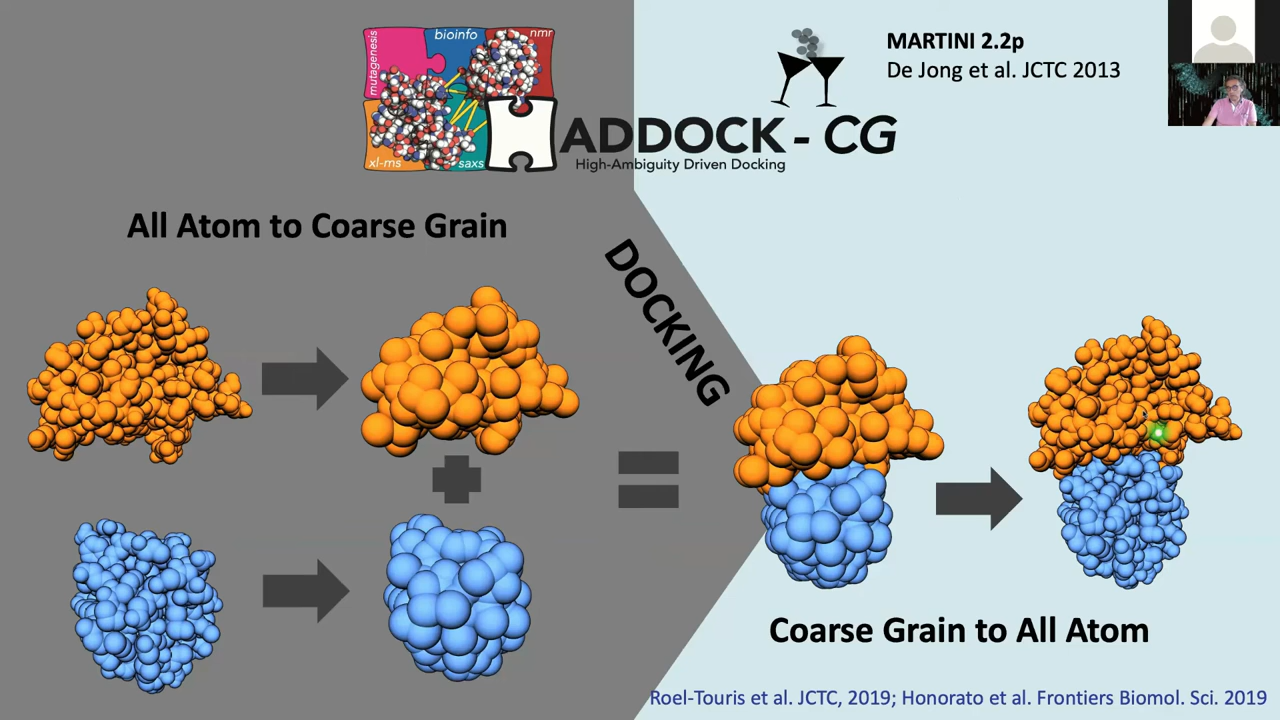 mutagenesis
bioinfo
nmr
xl-ms
saxs
ADDOCK - CG
High-Ambiguity Driven Docking
MARTINI 2.2p
De Jong et al. JCTC 2013
All Atom to Coarse Grain
DOCKING
Coarse Grain to All Atom
Roel-Touris et al. JCTC, 2019; Honorato et al. Frontiers Biomol. Sci. 2019